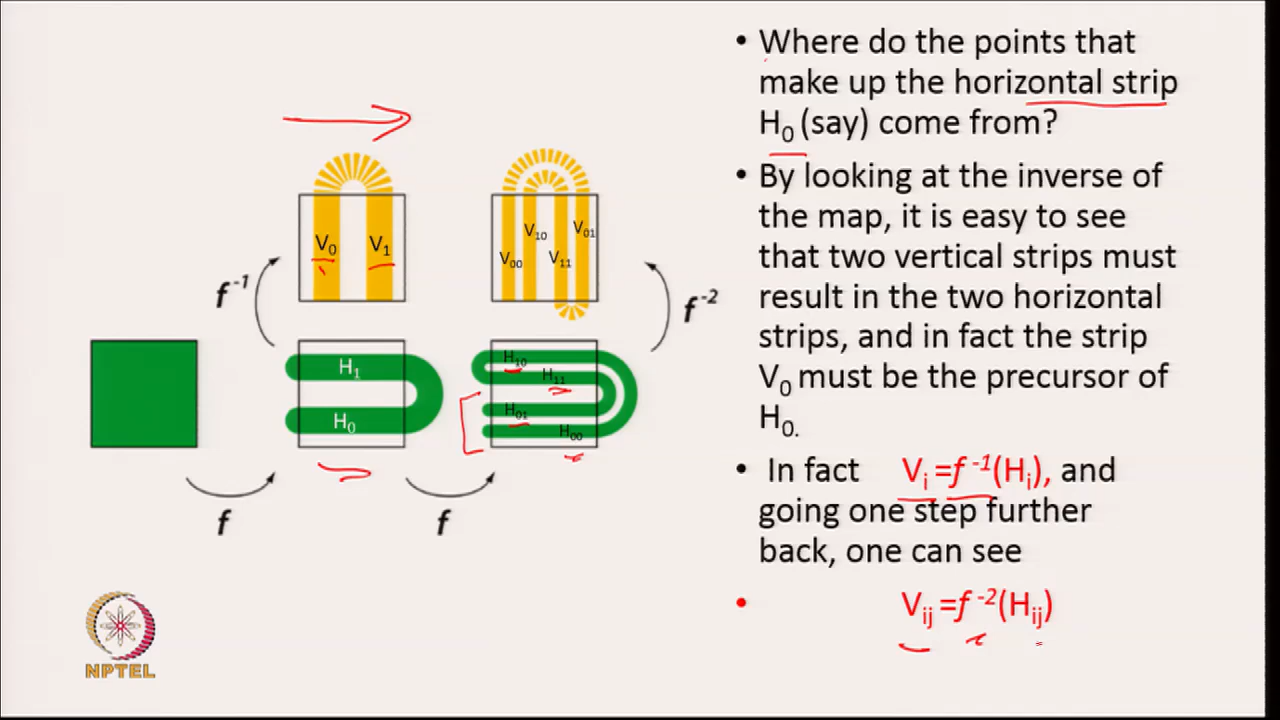 • Where do the points that
make up the horizontal strip
H₀ (say) come from?
• By looking at the inverse of
the map, it is easy to see
that two vertical strips must
result in the two horizontal
strips, and in fact the strip
V₀ must be the precursor of
H₀.
• In fact Vᵢ =f ⁻¹(Hᵢ), and
going one step further
back, one can see
• Vᵢⱼ =f ⁻²(Hᵢⱼ)
V₀ V₁
V₁₀ V₀₁
V₀₀ V₁₁
f ⁻¹
f ⁻²
H₁
H₀
H₁₀
H₁₁
H₀₁
H₀₀
f
f
NPTEL